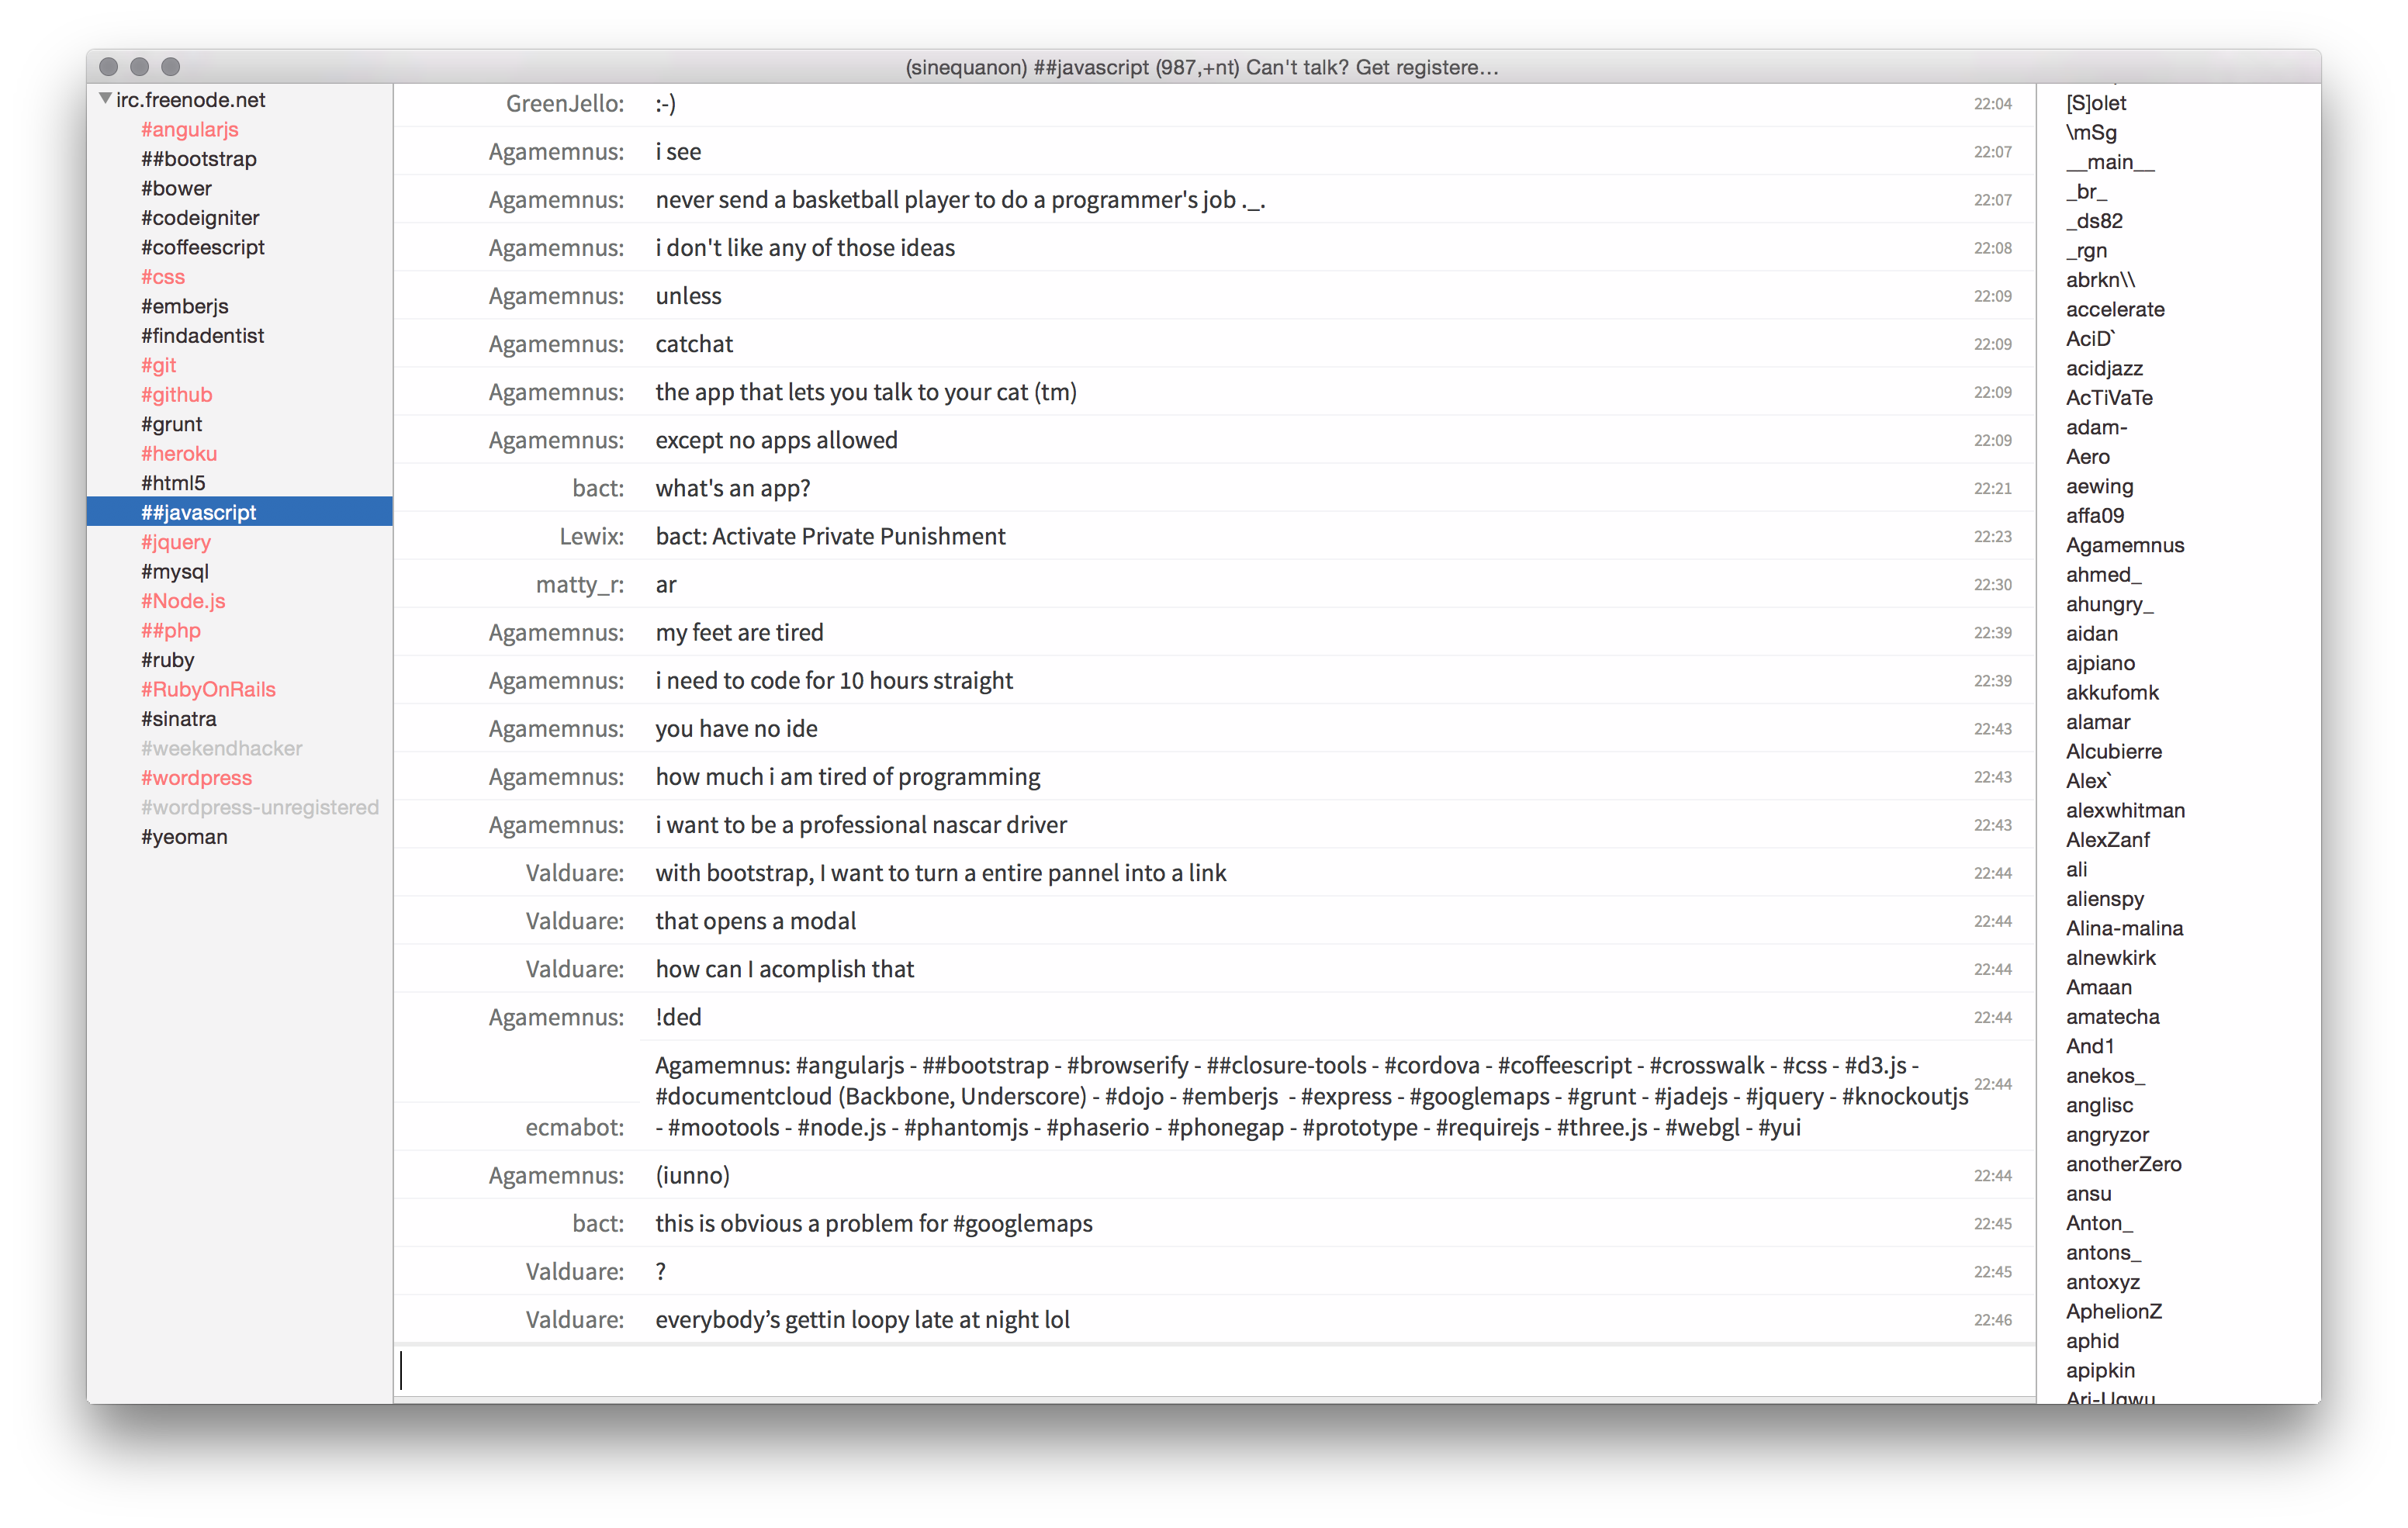 (sinequanon) ##javascript (987,+nt) Can't talk? Get registere…
irc.freenode.net
#angularjs
##bootstrap
#bower
#codeigniter
#coffeescript
#css
#emberjs
#findadentist
#git
#github
#grunt
#heroku
#html5
##javascript
#jquery
#mysql
#Node.js
##php
#ruby
#RubyOnRails
#sinatra
#weekendhacker
#wordpress
#wordpress-unregistered
#yeoman
GreenJello: :-) 22:04
Agamemnus: i see 22:07
Agamemnus: never send a basketball player to do a programmer's job ._. 22:07
Agamemnus: i don't like any of those ideas 22:08
Agamemnus: unless 22:09
Agamemnus: catchat 22:09
Agamemnus: the app that lets you talk to your cat (tm) 22:09
Agamemnus: except no apps allowed 22:09
bact: what's an app? 22:21
Lewix: bact: Activate Private Punishment 22:23
matty_r: ar 22:30
Agamemnus: my feet are tired 22:39
Agamemnus: i need to code for 10 hours straight 22:39
Agamemnus: you have no ide 22:43
Agamemnus: how much i am tired of programming 22:43
Agamemnus: i want to be a professional nascar driver 22:43
Valduare: with bootstrap, I want to turn a entire pannel into a link 22:44
Valduare: that opens a modal 22:44
Valduare: how can I acomplish that 22:44
Agamemnus: !ded 22:44
Agamemnus: #angularjs - ##bootstrap - #browserify - ##closure-tools - #cordova - #coffeescript - #crosswalk - #css - #d3.js -
#documentcloud (Backbone, Underscore) - #dojo - #emberjs  - #express - #googlemaps - #grunt - #jadejs - #jquery - #knockoutjs 22:44
ecmabot: - #mootools - #node.js - #phantomjs - #phaserio - #phonegap - #prototype - #requirejs - #three.js - #webgl - #yui
Agamemnus: (iunno) 22:44
bact: this is obvious a problem for #googlemaps 22:45
Valduare: ? 22:45
Valduare: everybody’s gettin loopy late at night lol 22:46
[S]olet
\mSg
__main__
_br_
_ds82
_rgn
abrkn\\
accelerate
AciD`
acidjazz
AcTiVaTe
adam-
Aero
aewing
affa09
Agamemnus
ahmed_
ahungry_
aidan
ajpiano
akkufomk
alamar
Alcubierre
Alex`
alexwhitman
AlexZanf
ali
alienspy
Alina-malina
alnewkirk
Amaan
amatecha
And1
anekos_
anglisc
angryzor
anotherZero
ansu
Anton_
antons_
antoxyz
AphelionZ
aphid
apipkin
Ari-Ugwu